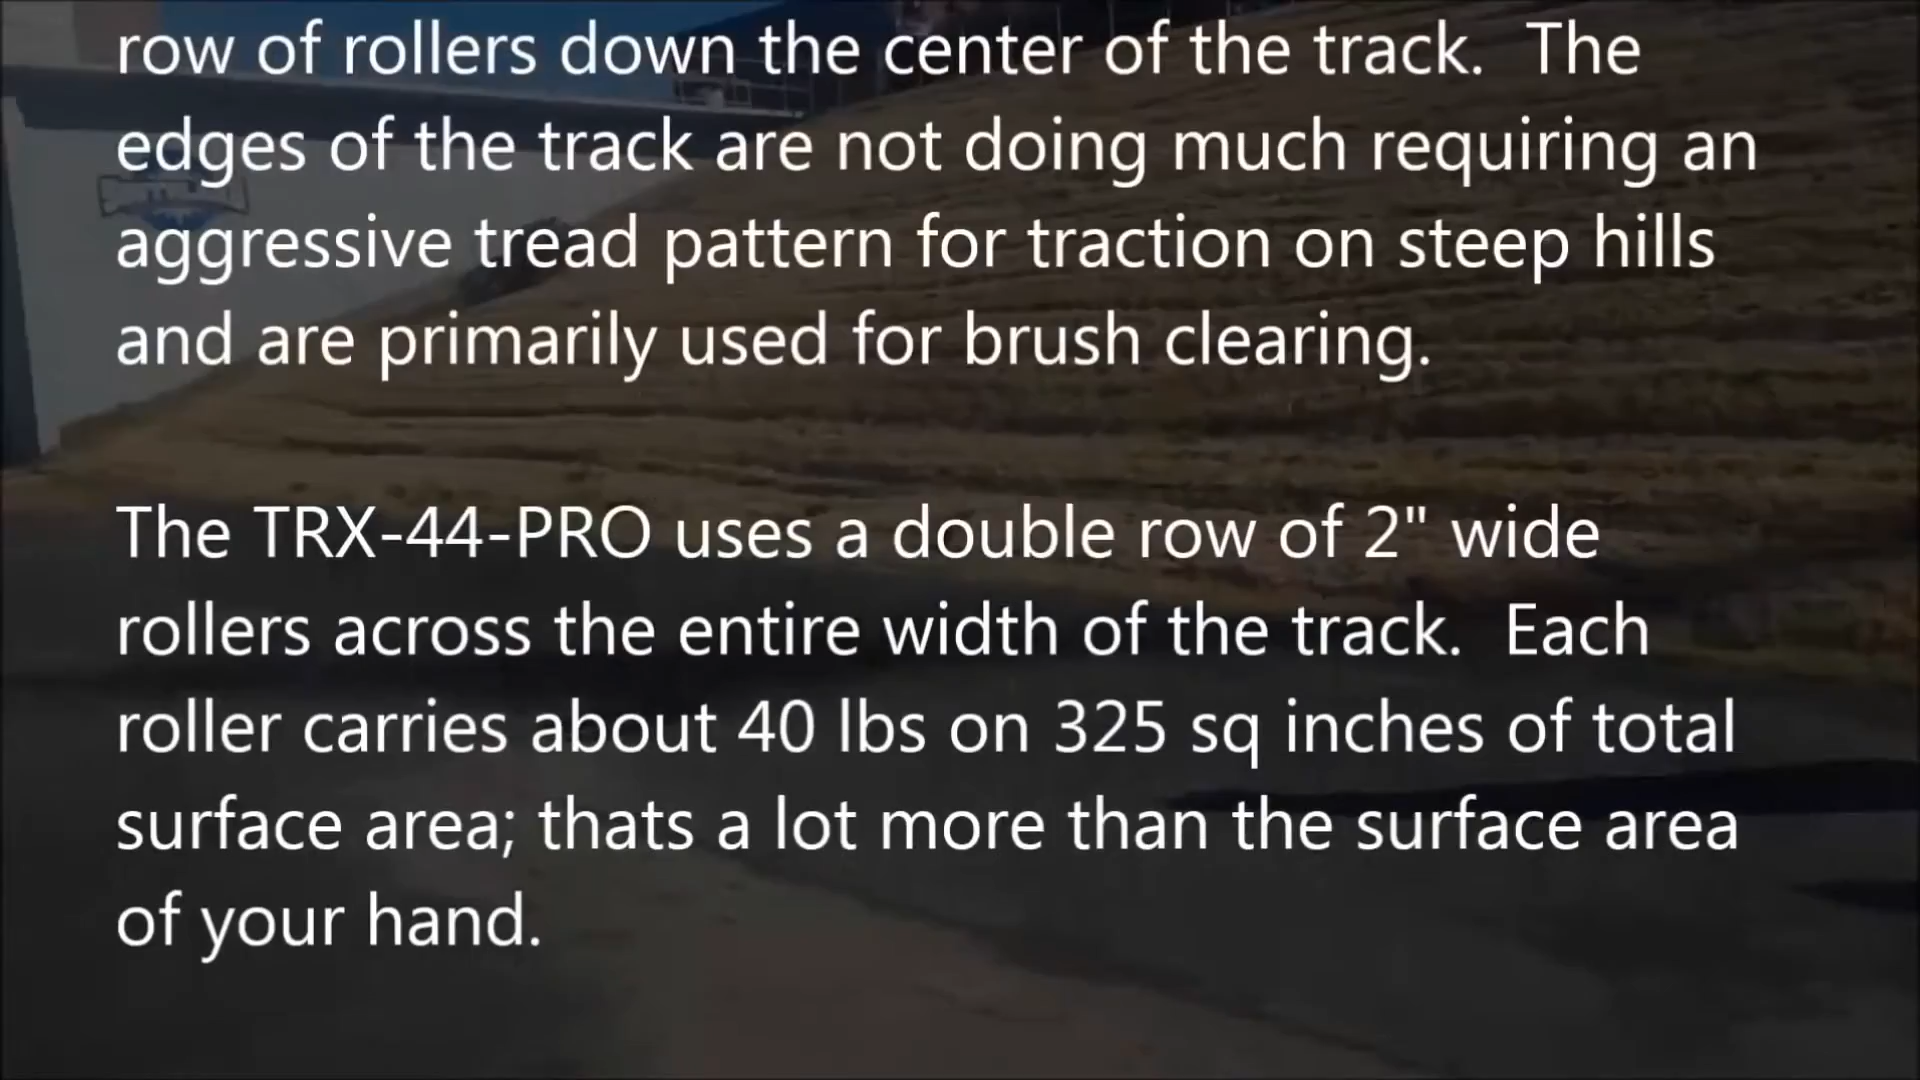 row of rollers down the center of the track.  The
edges of the track are not doing much requiring an
aggressive tread pattern for traction on steep hills
and are primarily used for brush clearing.
The TRX-44-PRO uses a double row of 2" wide
rollers across the entire width of the track.  Each
roller carries about 40 lbs on 325 sq inches of total
surface area; thats a lot more than the surface area
of your hand.